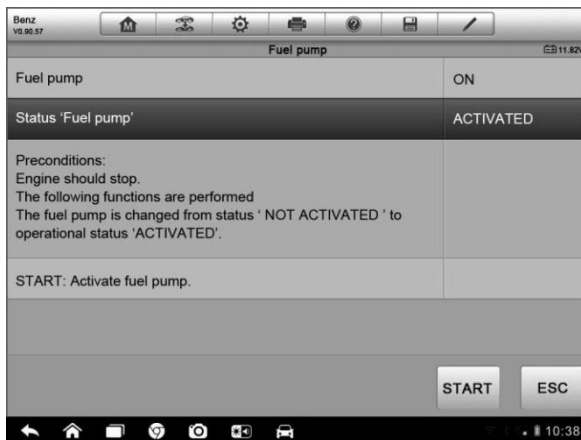 Benz
V0.90.57
Fuel pump
11.82V
Fuel pump
ON
Status 'Fuel pump'
ACTIVATED
Preconditions:
Engine should stop.
The following functions are performed
The fuel pump is changed from status ' NOT ACTIVATED ' to
operational status 'ACTIVATED'.
START: Activate fuel pump.
START
ESC
10:38